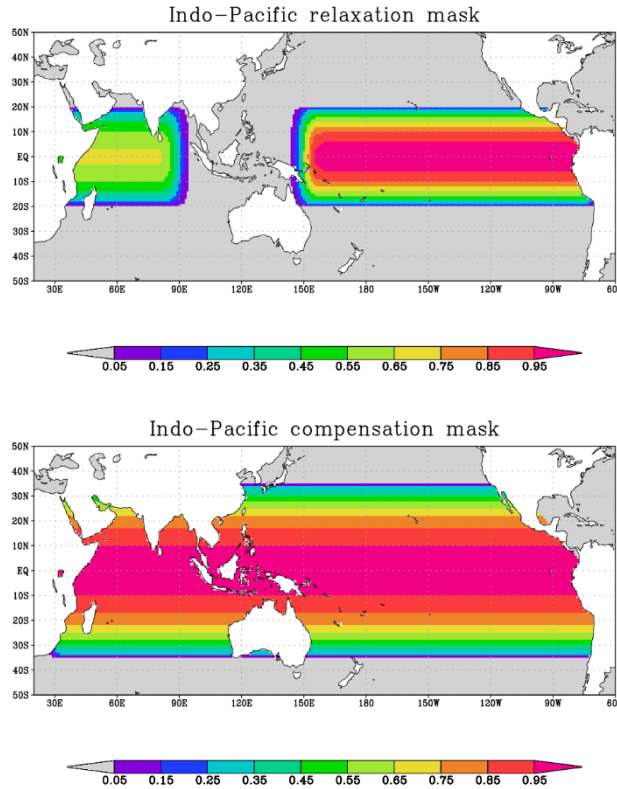 Indo-Pacific relaxation mask
50N
40N
30N
20N
10N
EQ
10S
20S
30S
40S
50S
30E 60E 90E 120E 150E 180 150W 120W 90W 60
0.05 0.15 0.25 0.35 0.45 0.55 0.65 0.75 0.85 0.95
Indo-Pacific compensation mask
50N
40N
30N
20N
10N
EQ
10S
20S
30S
40S
50S
30E 60E 90E 120E 150E 180 150W 120W 90W 60
0.05 0.15 0.25 0.35 0.45 0.55 0.65 0.75 0.85 0.95